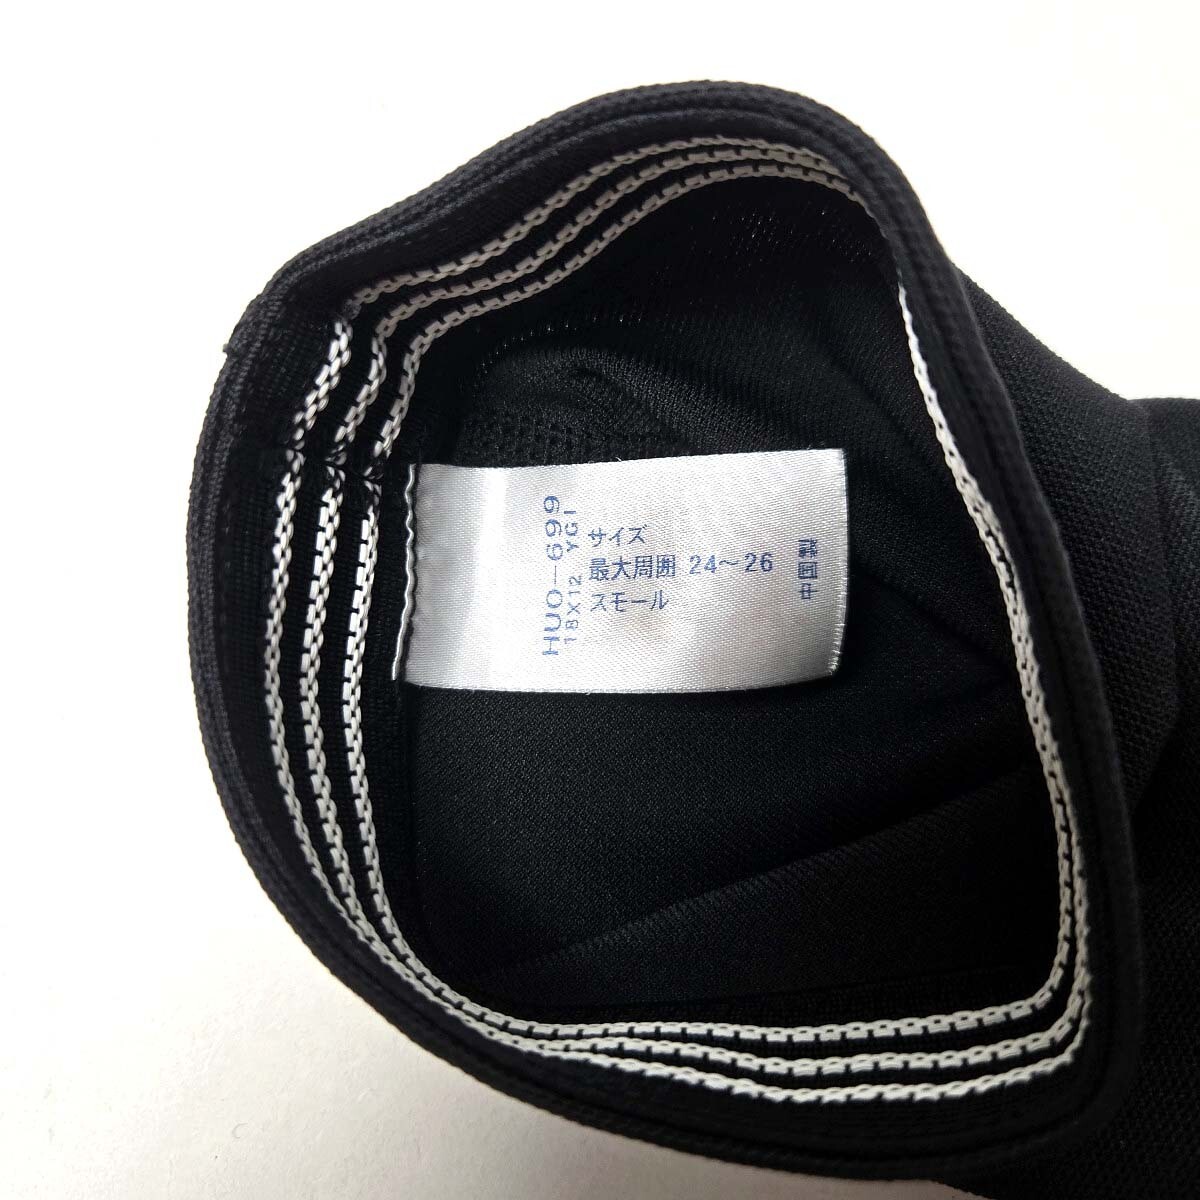 HUO-699
18X12 YGI
サイズ
最大周囲 24～26
スモール
中国製